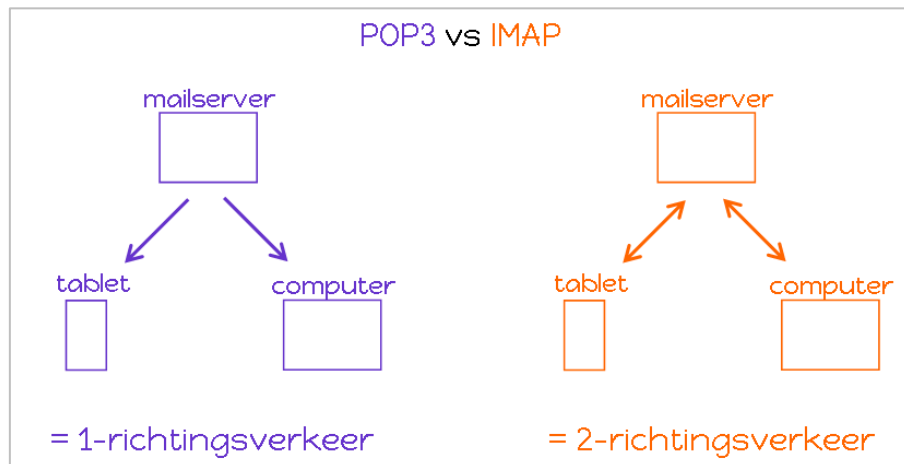 POP3 vs IMAP
mailserver
tablet
computer
= 1-richtingsverkeer
mailserver
tablet
computer
= 2-richtingsverkeer